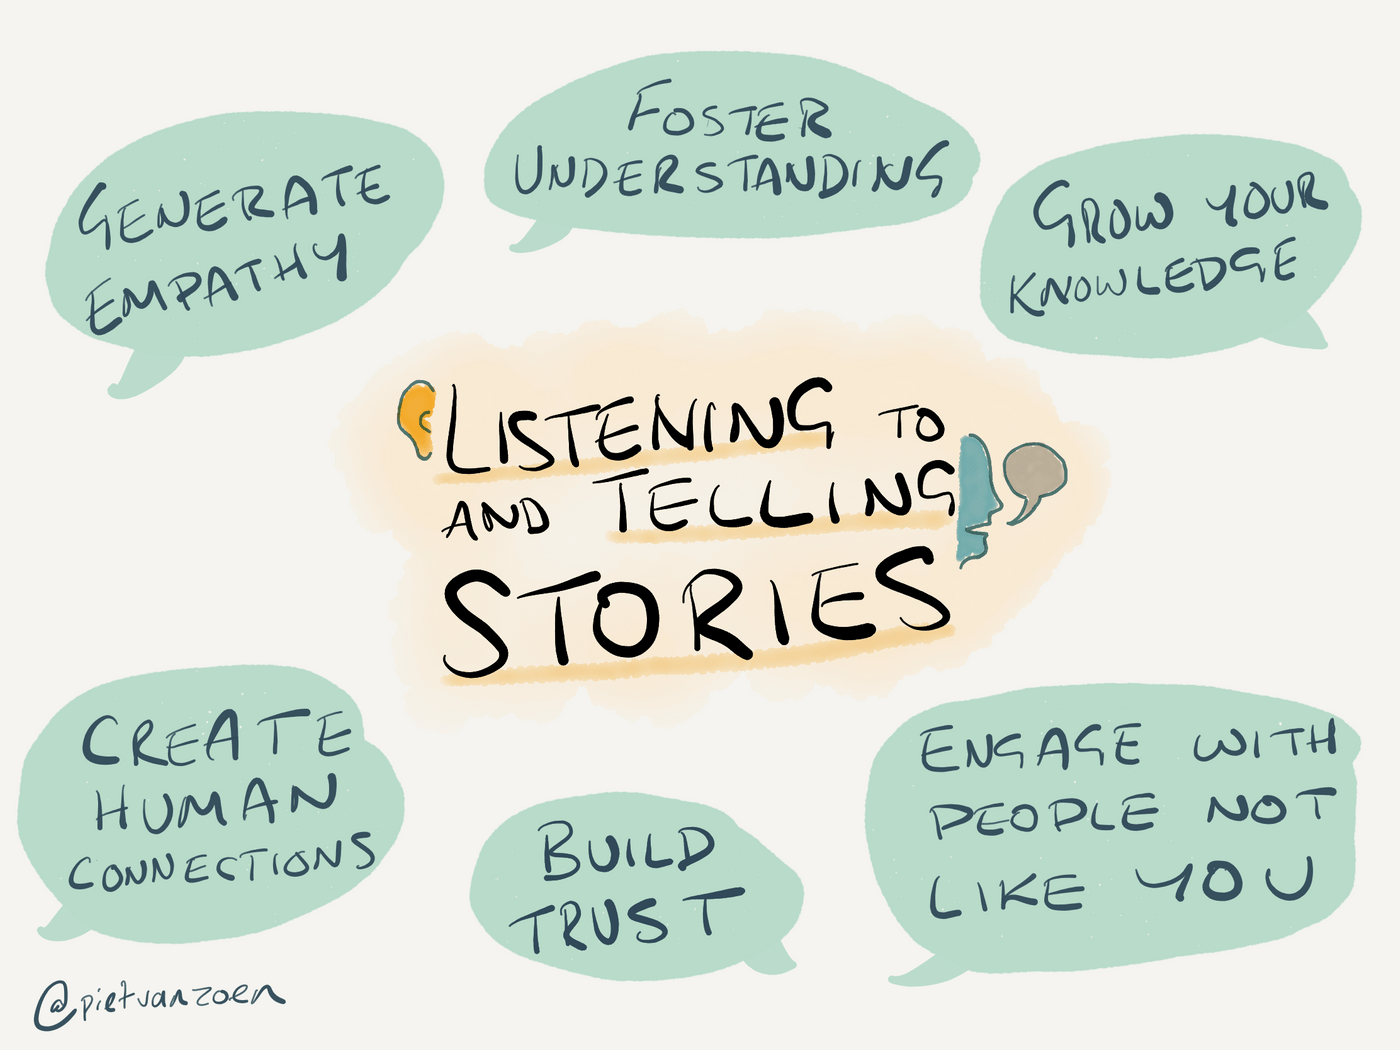 GENERATE
EMPATHY
FOSTER
UNDERSTANDING
GROW YOUR
KNOWLEDGE
LISTENING TO
AND TELLING
STORIES
CREATE
HUMAN
CONNECTIONS
BUILD
TRUST
ENGAGE WITH
PEOPLE NOT
LIKE YOU
@pietvanzoen